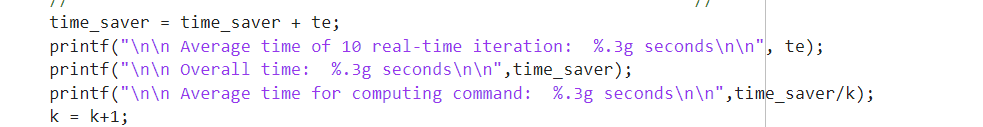 //                                                                              //
time_saver = time_saver + te;
printf("\n\n Average time of 10 real-time iteration:  %.3g seconds\n\n", te);
printf("\n\n Overall time:  %.3g seconds\n\n",time_saver);
printf("\n\n Average time for computing command:  %.3g seconds\n\n",time_saver/k);
k = k+1;